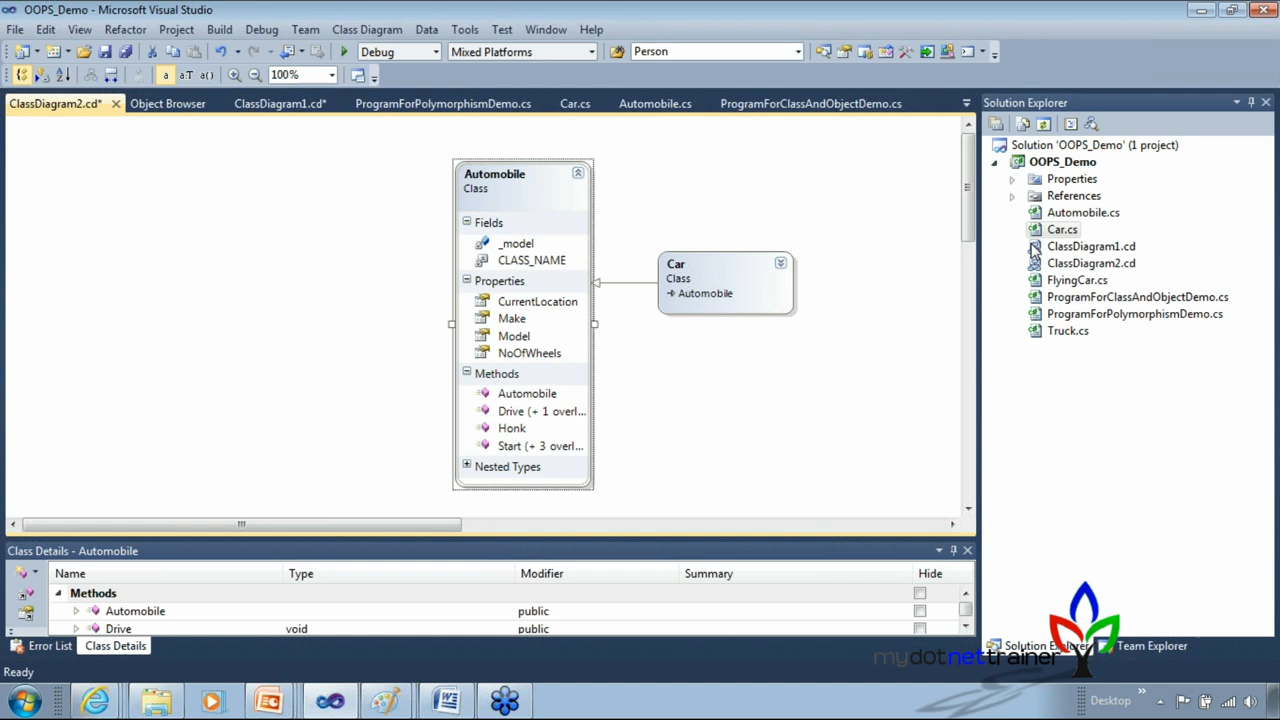 OOPS_Demo - Microsoft Visual Studio
File Edit View Refactor Project Build Debug Team Class Diagram Data Tools Test Window Help
Debug Mixed Platforms Person
a aT a() 100%
ClassDiagram2.cd* Object Browser ClassDiagram1.cd* ProgramForPolymorphismDemo.cs Car.cs Automobile.cs ProgramForClassAndObjectDemo.cs
Automobile
Class
Fields
_model
CLASS_NAME
Properties
CurrentLocation
Make
Model
NoOfWheels
Methods
Automobile
Drive (+ 1 overl...
Honk
Start (+ 3 overl...
Nested Types
Car
Class
Automobile
Solution Explorer
Solution 'OOPS_Demo' (1 project)
OOPS_Demo
Properties
References
Automobile.cs
Car.cs
ClassDiagram1.cd
ClassDiagram2.cd
FlyingCar.cs
ProgramForClassAndObjectDemo.cs
ProgramForPolymorphismDemo.cs
Truck.cs
Class Details - Automobile
Name Type Modifier Summary Hide
Methods
Automobile public
Drive void public
Error List Class Details
Solution Explorer Team Explorer
mydotnettrainer
Ready
Desktop